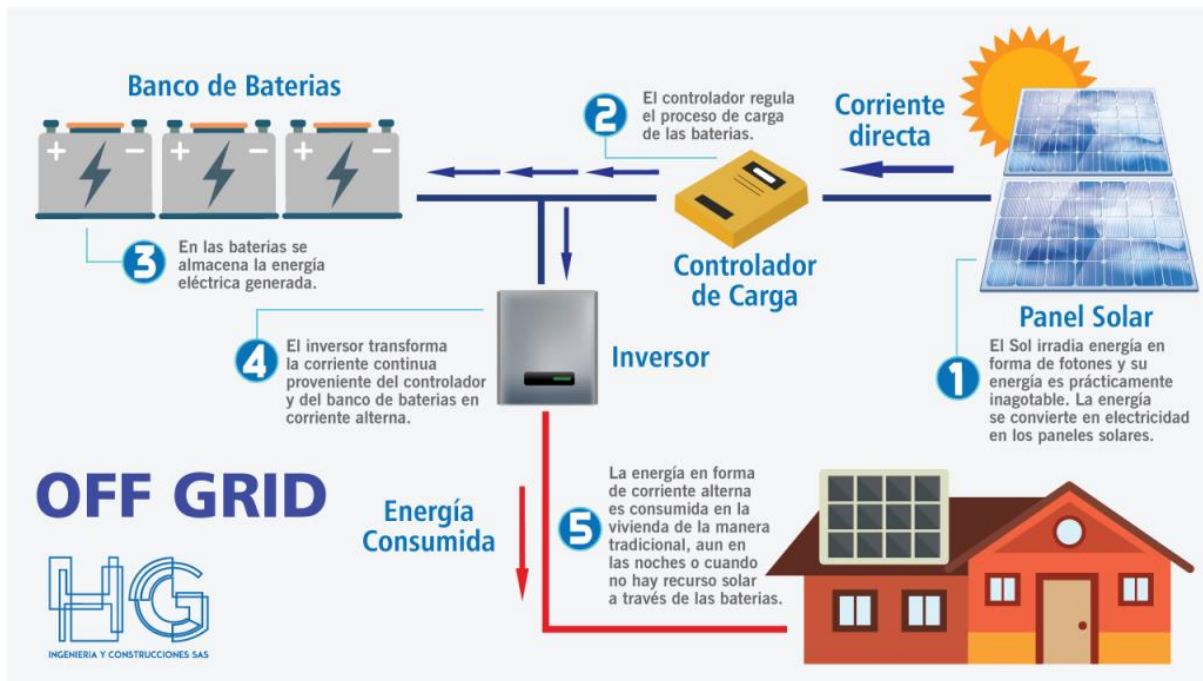 Banco de Baterias
+ -
+ -
+ -
2
El controlador regula
el proceso de carga
de las baterias.
Corriente
directa
3
En las baterias se
almacena la energía
eléctrica generada.
Controlador
de Carga
Panel Solar
1
El Sol irradia energía en
forma de fotones y su
energía es prácticamente
inagotable. La energía
se convierte en electricidad
en los paneles solares.
4
El inversor transforma
la corriente continua
proveniente del controlador
y del banco de baterias en
corriente alterna.
Inversor
OFF GRID
Energía
Consumida
5
La energía en forma
de corriente alterna
es consumida en la
vivienda de la manera
tradicional, aun en
las noches o cuando
no hay recurso solar
a través de las baterias.
HG
INGENIERIA Y CONSTRUCCIONES SAS